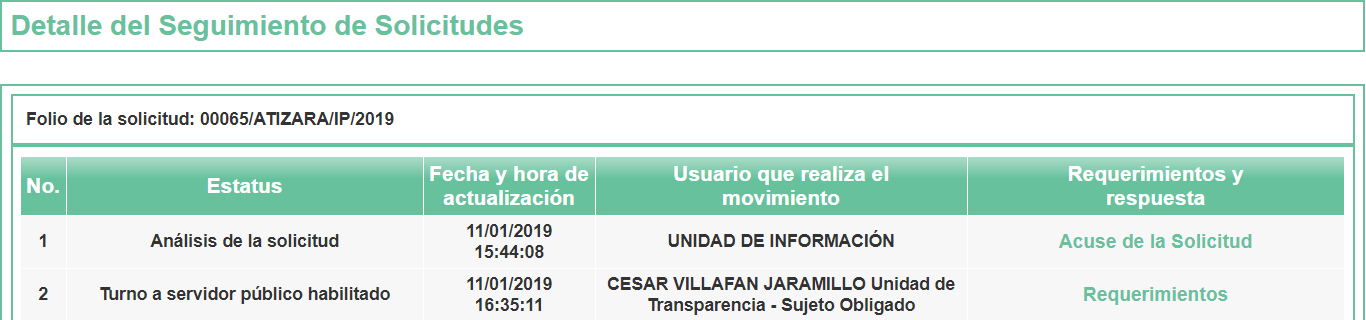 Detalle del Seguimiento de Solicitudes
Folio de la solicitud: 00065/ATIZARA/IP/2019
No.
Estatus
Fecha y hora de
actualización
Usuario que realiza el
movimiento
Requerimientos y
respuesta
1
Análisis de la solicitud
11/01/2019
15:44:08
UNIDAD DE INFORMACIÓN
Acuse de la Solicitud
2
Turno a servidor público habilitado
11/01/2019
16:35:11
CESAR VILLAFAN JARAMILLO Unidad de
Transparencia - Sujeto Obligado
Requerimientos